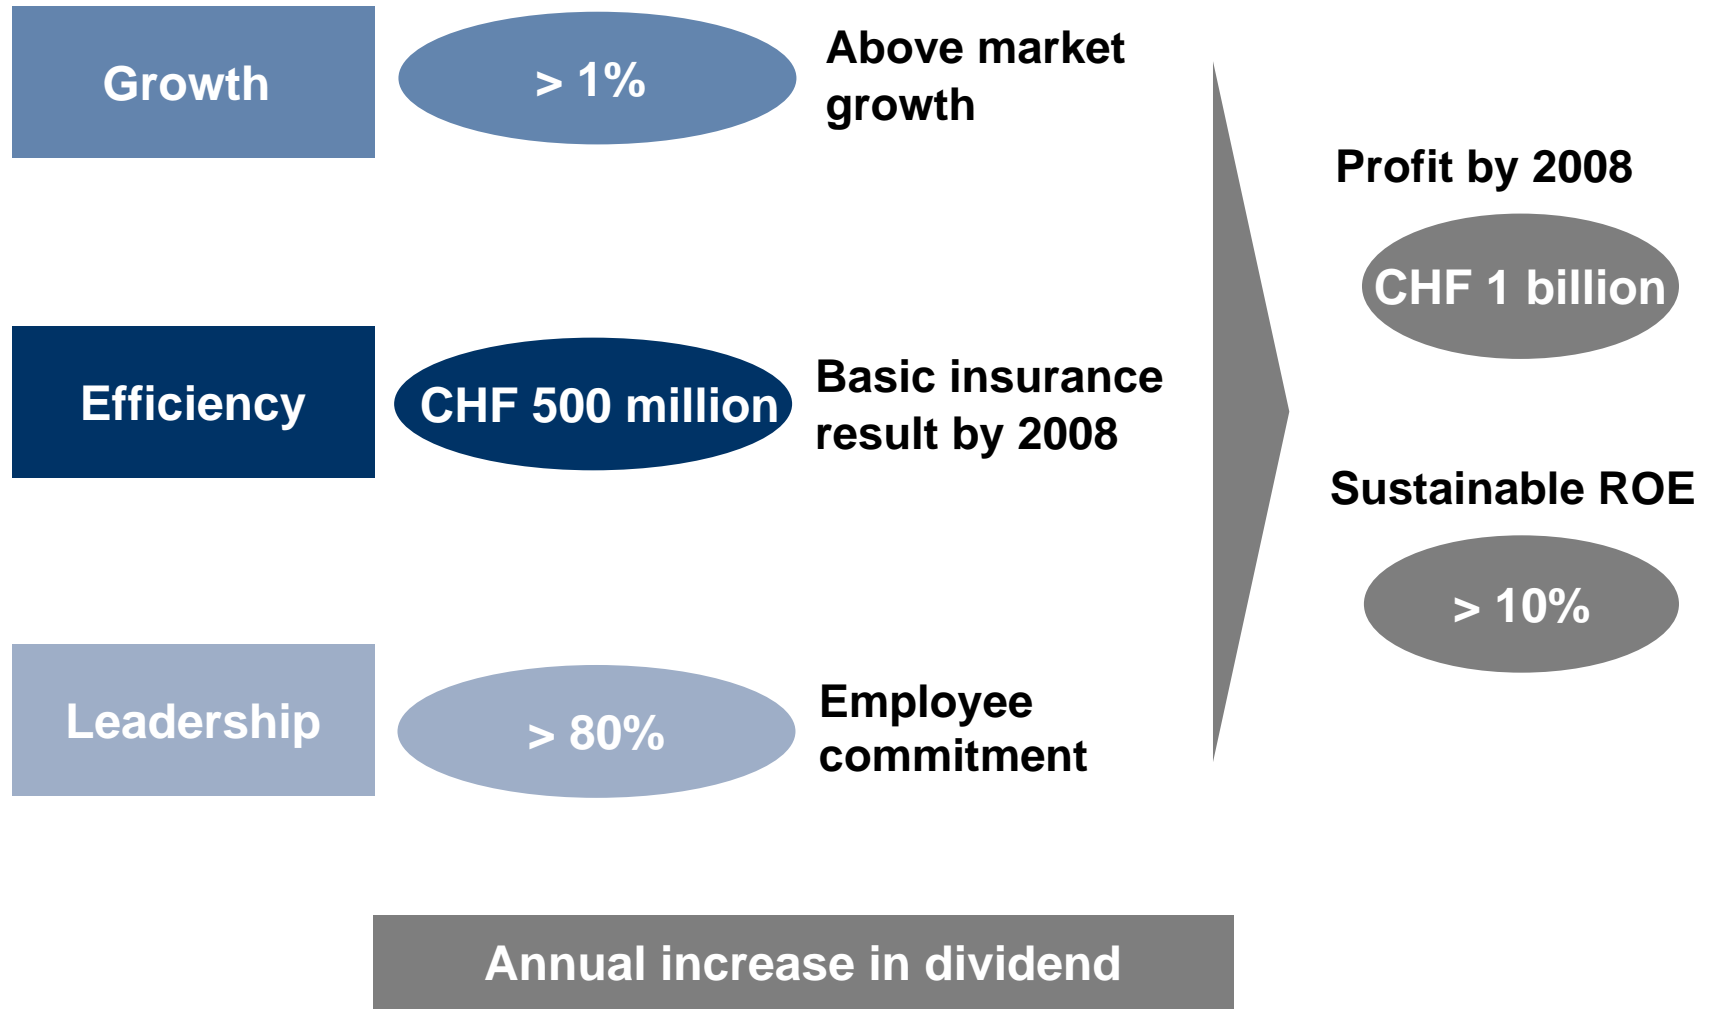 Growth
> 1%
Above market
growth
Efficiency
CHF 500 million
Basic insurance
result by 2008
Leadership
> 80%
Employee
commitment
Profit by 2008
CHF 1 billion
Sustainable ROE
> 10%
Annual increase in dividend